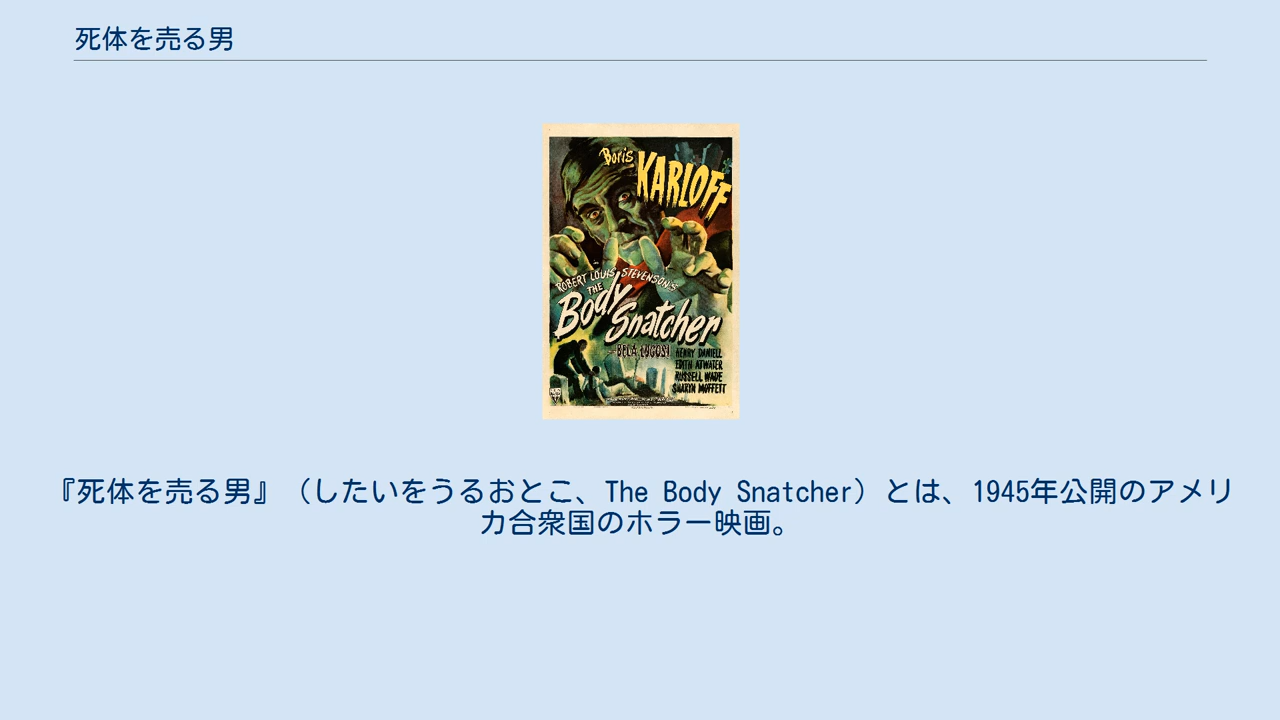 死体を売る男
Boris
KARLOFF
ROBERT LOUIS STEVENSON'S
THE
Body
Snatcher
BELA LUGOSI
HENRY DANIELL
EDITH ATWATER
RUSSELL WADE
SHARYN MOFFETT
『死体を売る男』（したいをうるおとこ、The Body Snatcher）とは、1945年公開のアメリ
カ合衆国のホラー映画。